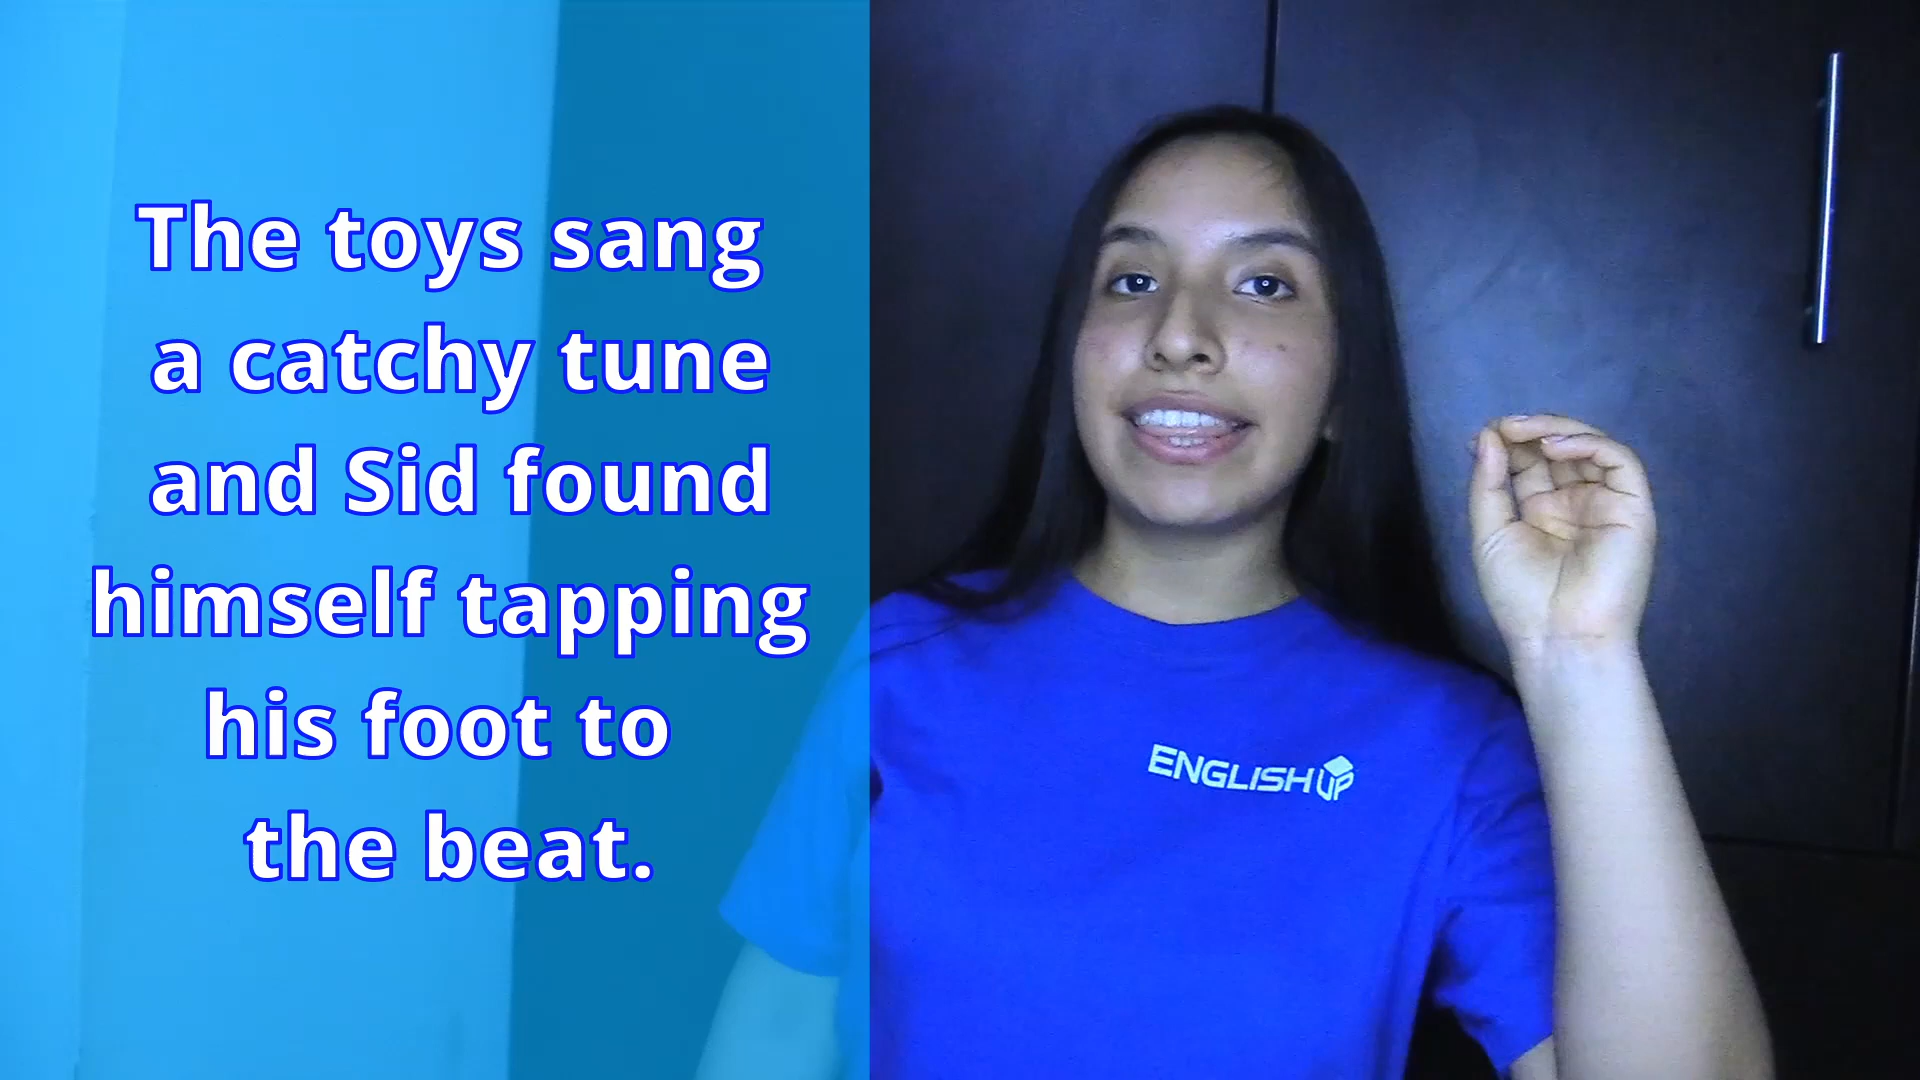 The toys sang
a catchy tune
and Sid found
himself tapping
his foot to
the beat.
ENGLISH UP